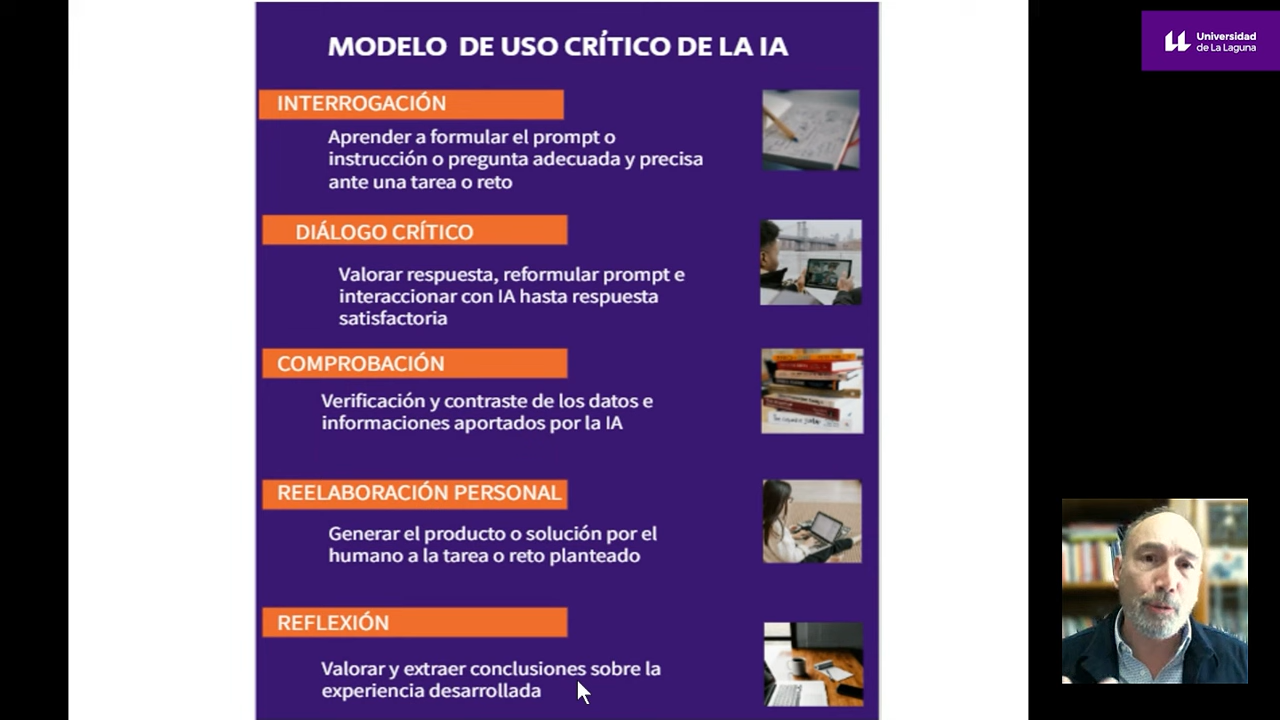 MODELO DE USO CRÍTICO DE LA IA
Universidad
de La Laguna
INTERROGACIÓN
Aprender a formular el prompt o
instrucción o pregunta adecuada y precisa
ante una tarea o reto
DIÁLOGO CRÍTICO
Valorar respuesta, reformular prompt e
interaccionar con IA hasta respuesta
satisfactoria
COMPROBACIÓN
Verificación y contraste de los datos e
informaciones aportados por la IA
REELABORACIÓN PERSONAL
Generar el producto o solución por el
humano a la tarea o reto planteado
REFLEXIÓN
Valorar y extraer conclusiones sobre la
experiencia desarrollada